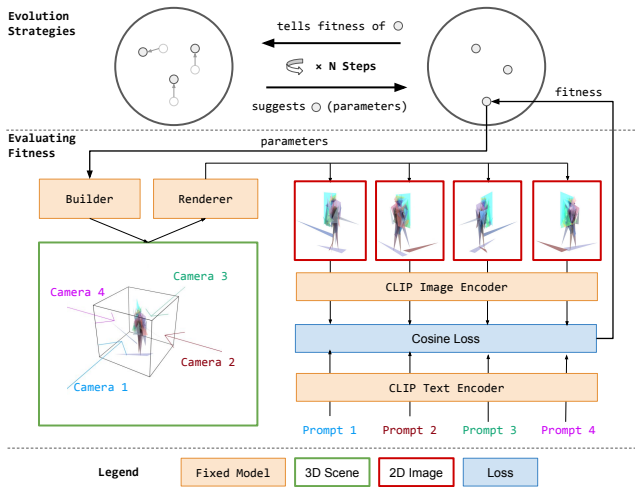 Evolution
Strategies
tells fitness of
× N Steps
suggests (parameters)
fitness
Evaluating
Fitness
parameters
Builder
Renderer
Camera 3
Camera 4
Camera 2
Camera 1
CLIP Image Encoder
Cosine Loss
CLIP Text Encoder
Prompt 1 Prompt 2 Prompt 3 Prompt 4
Legend Fixed Model 3D Scene 2D Image Loss